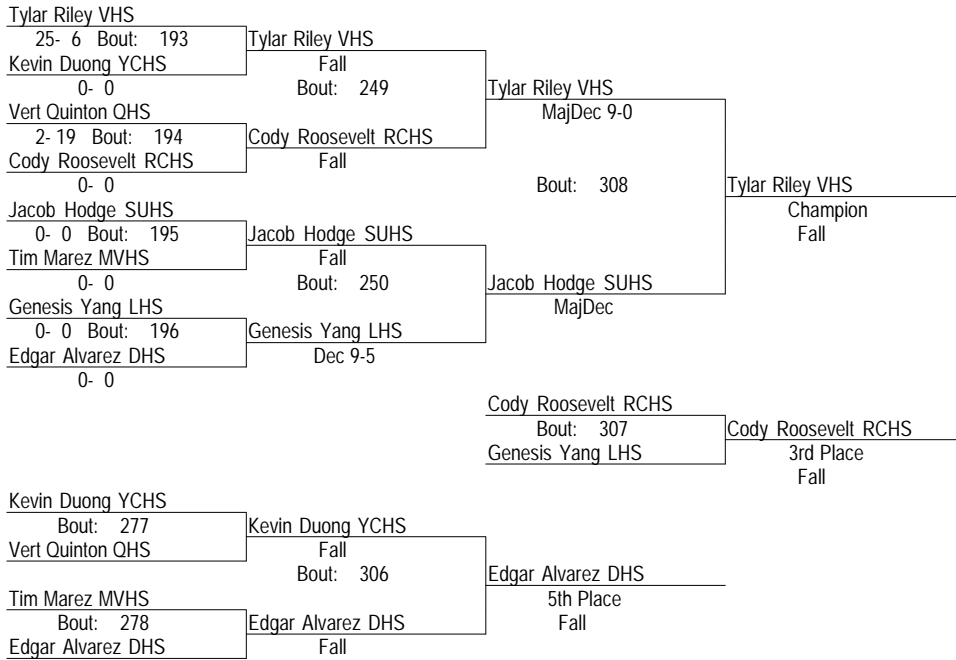 Tylar Riley VHS
25- 6 Bout: 193
Tylar Riley VHS
Kevin Duong YCHS
Fall
0- 0
Bout: 249
Tylar Riley VHS
Vert Quinton QHS
MajDec 9-0
2- 19 Bout: 194
Cody Roosevelt RCHS
Cody Roosevelt RCHS
Fall
0- 0
Bout: 308
Tylar Riley VHS
Jacob Hodge SUHS
Champion
0- 0 Bout: 195
Jacob Hodge SUHS
Fall
Tim Marez MVHS
Fall
0- 0
Bout: 250
Jacob Hodge SUHS
Genesis Yang LHS
MajDec
0- 0 Bout: 196
Genesis Yang LHS
Edgar Alvarez DHS
Dec 9-5
0- 0
Cody Roosevelt RCHS
Bout: 307
Cody Roosevelt RCHS
Genesis Yang LHS
3rd Place
Fall
Kevin Duong YCHS
Bout: 277
Kevin Duong YCHS
Vert Quinton QHS
Fall
Bout: 306
Edgar Alvarez DHS
Tim Marez MVHS
5th Place
Bout: 278
Edgar Alvarez DHS
Fall
Edgar Alvarez DHS
Fall